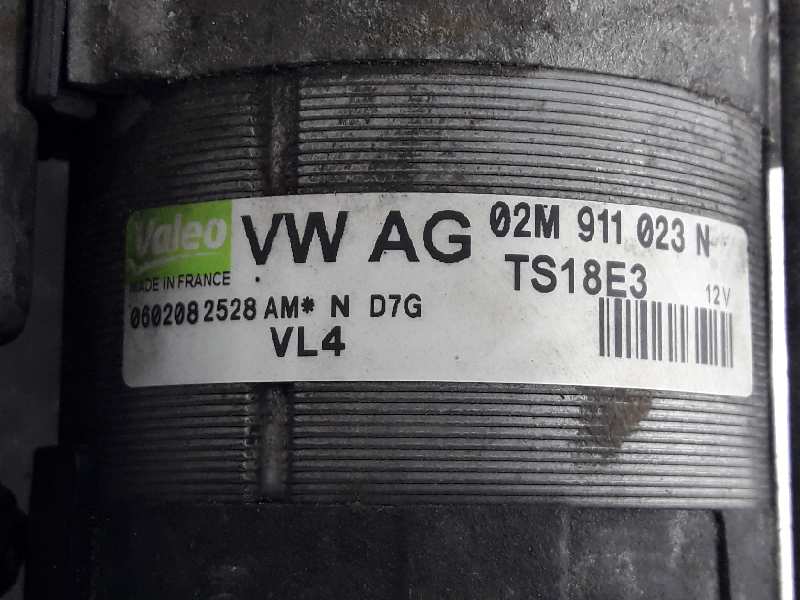 Valeo
MADE IN FRANCE
VW AG
02M 911 023 N
TS18E3
12V
0602082528 AM* N D7G
VL4